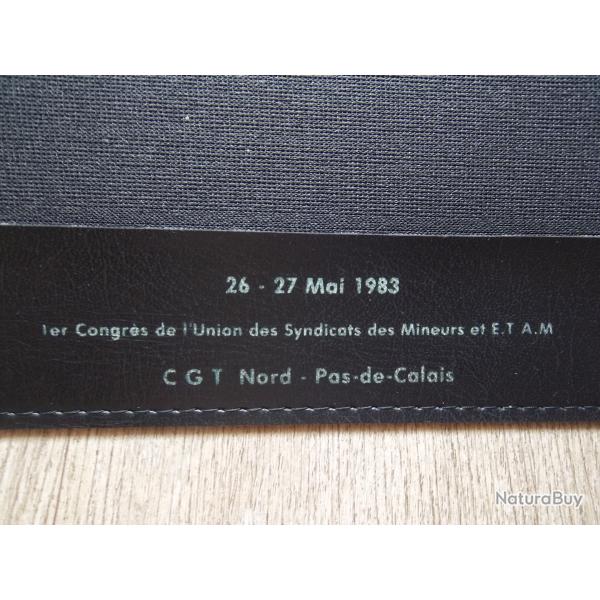 26 - 27 Mai 1983
1er Congrès de l'Union des Syndicats des Mineurs et E.T A.M
C G T Nord - Pas-de-Calais
NaturaBuy